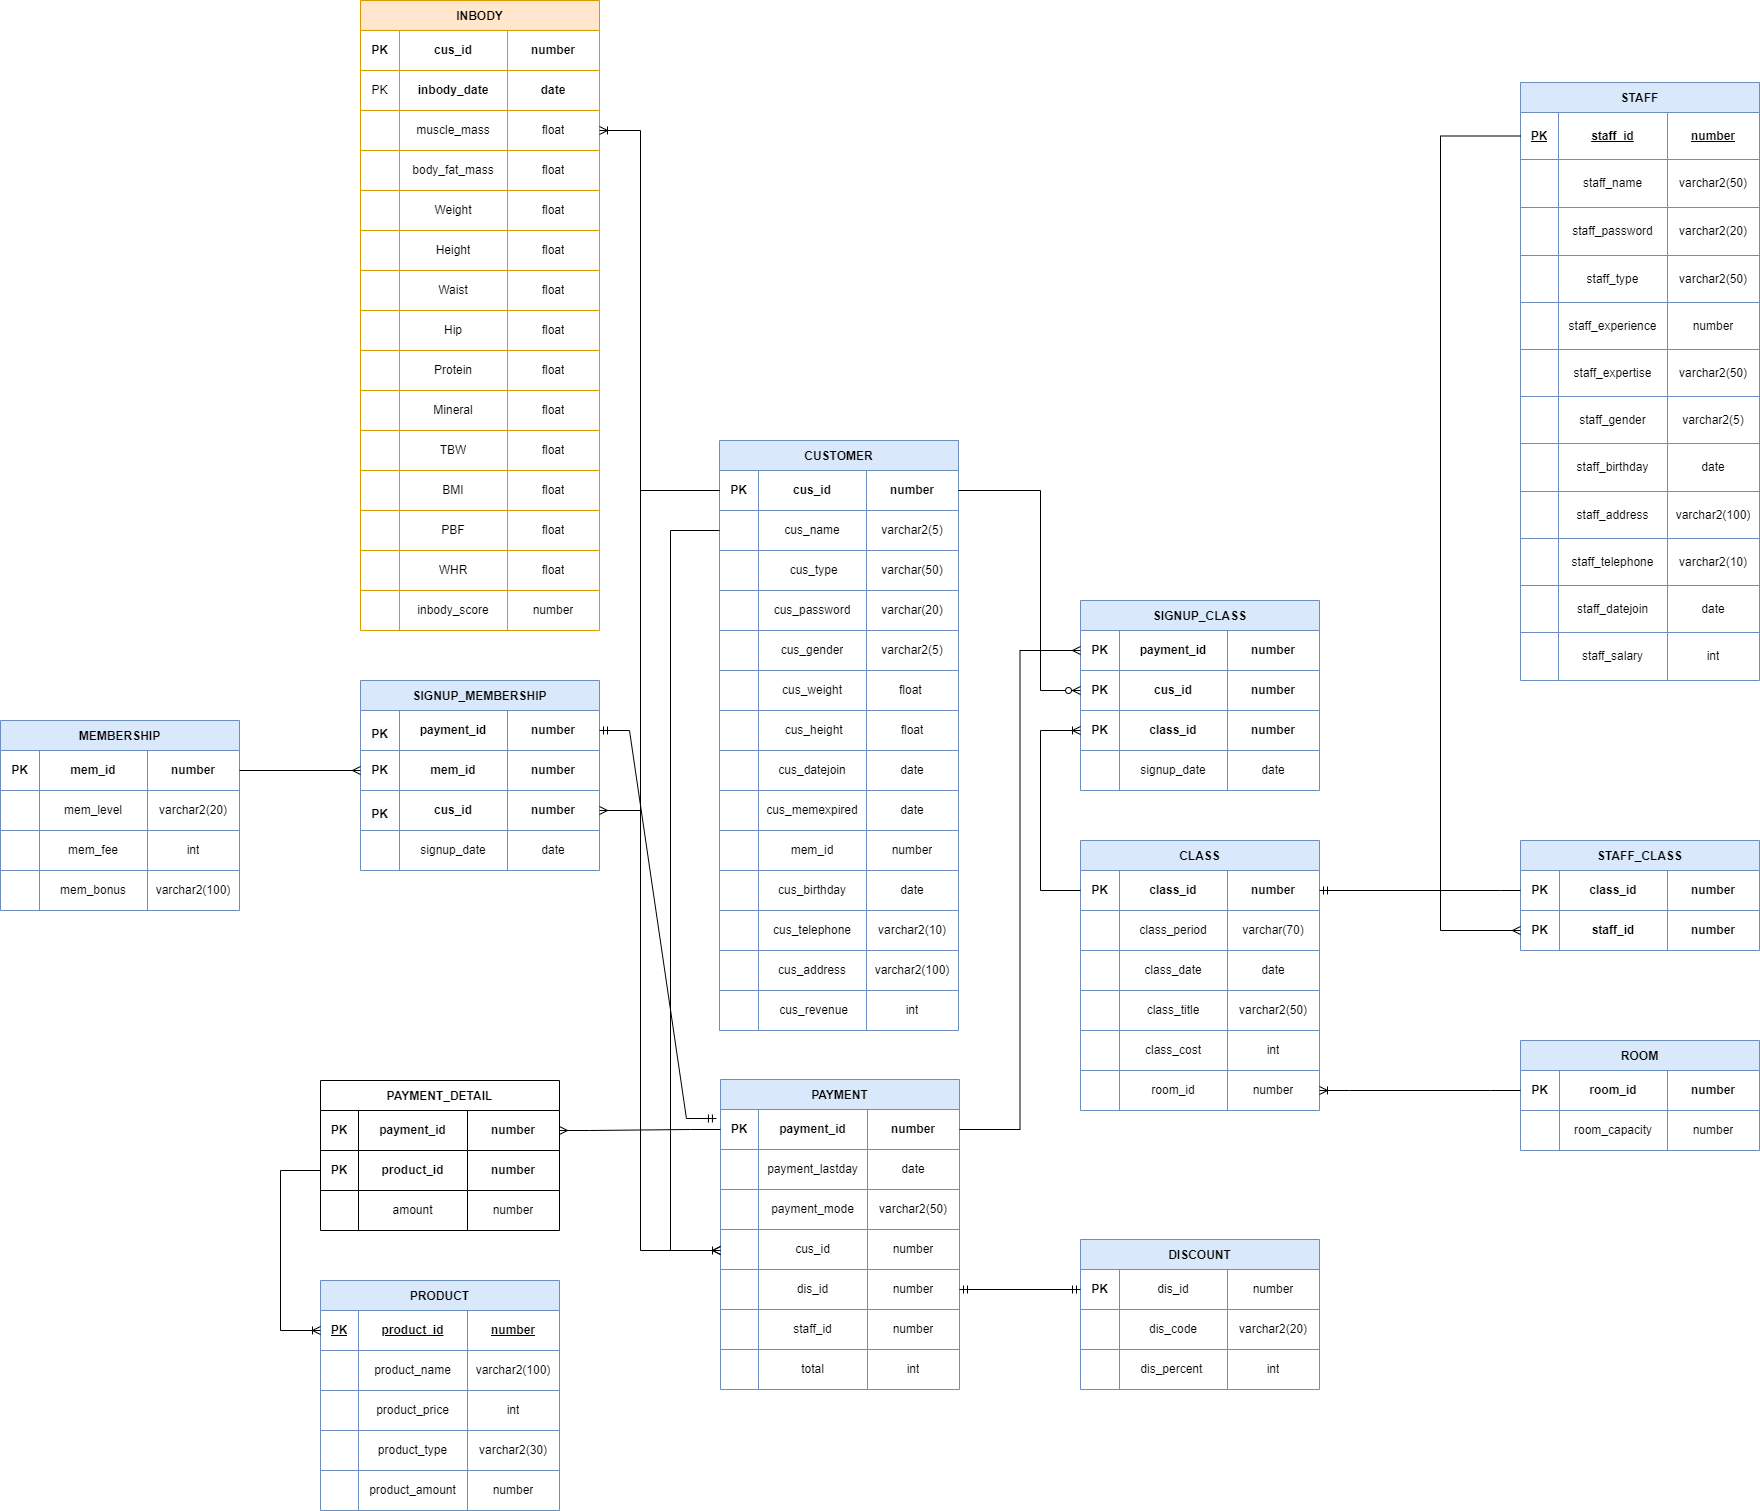 INBODY
PK cus_id number
PK inbody_date date
muscle_mass float
body_fat_mass float
Weight float
Height float
Waist float
Hip float
Protein float
Mineral float
TBW float
BMI float
PBF float
WHR float
inbody_score number
STAFF
PK staff_id number
staff_name varchar2(50)
staff_password varchar2(20)
staff_type varchar2(50)
staff_experience number
staff_expertise varchar2(50)
staff_gender varchar2(5)
staff_birthday date
staff_address varchar2(100)
staff_telephone varchar2(10)
staff_datejoin date
staff_salary int
CUSTOMER
PK cus_id number
cus_name varchar2(5)
cus_type varchar(50)
cus_password varchar(20)
cus_gender varchar2(5)
cus_weight float
cus_height float
cus_datejoin date
cus_memexpired date
mem_id number
cus_birthday date
cus_telephone varchar2(10)
cus_address varchar2(100)
cus_revenue int
SIGNUP_CLASS
PK payment_id number
PK cus_id number
PK class_id number
signup_date date
SIGNUP_MEMBERSHIP
PK payment_id number
PK mem_id number
PK cus_id number
signup_date date
MEMBERSHIP
PK mem_id number
mem_level varchar2(20)
mem_fee int
mem_bonus varchar2(100)
CLASS
PK class_id number
class_period varchar(70)
class_date date
class_title varchar2(50)
class_cost int
room_id number
STAFF_CLASS
PK class_id number
PK staff_id number
ROOM
PK room_id number
room_capacity number
PAYMENT_DETAIL
PK payment_id number
PK product_id number
amount number
PAYMENT
PK payment_id number
payment_lastday date
payment_mode varchar2(50)
cus_id number
dis_id number
staff_id number
total int
DISCOUNT
PK dis_id number
dis_code varchar2(20)
dis_percent int
PRODUCT
PK product_id number
product_name varchar2(100)
product_price int
product_type varchar2(30)
product_amount number